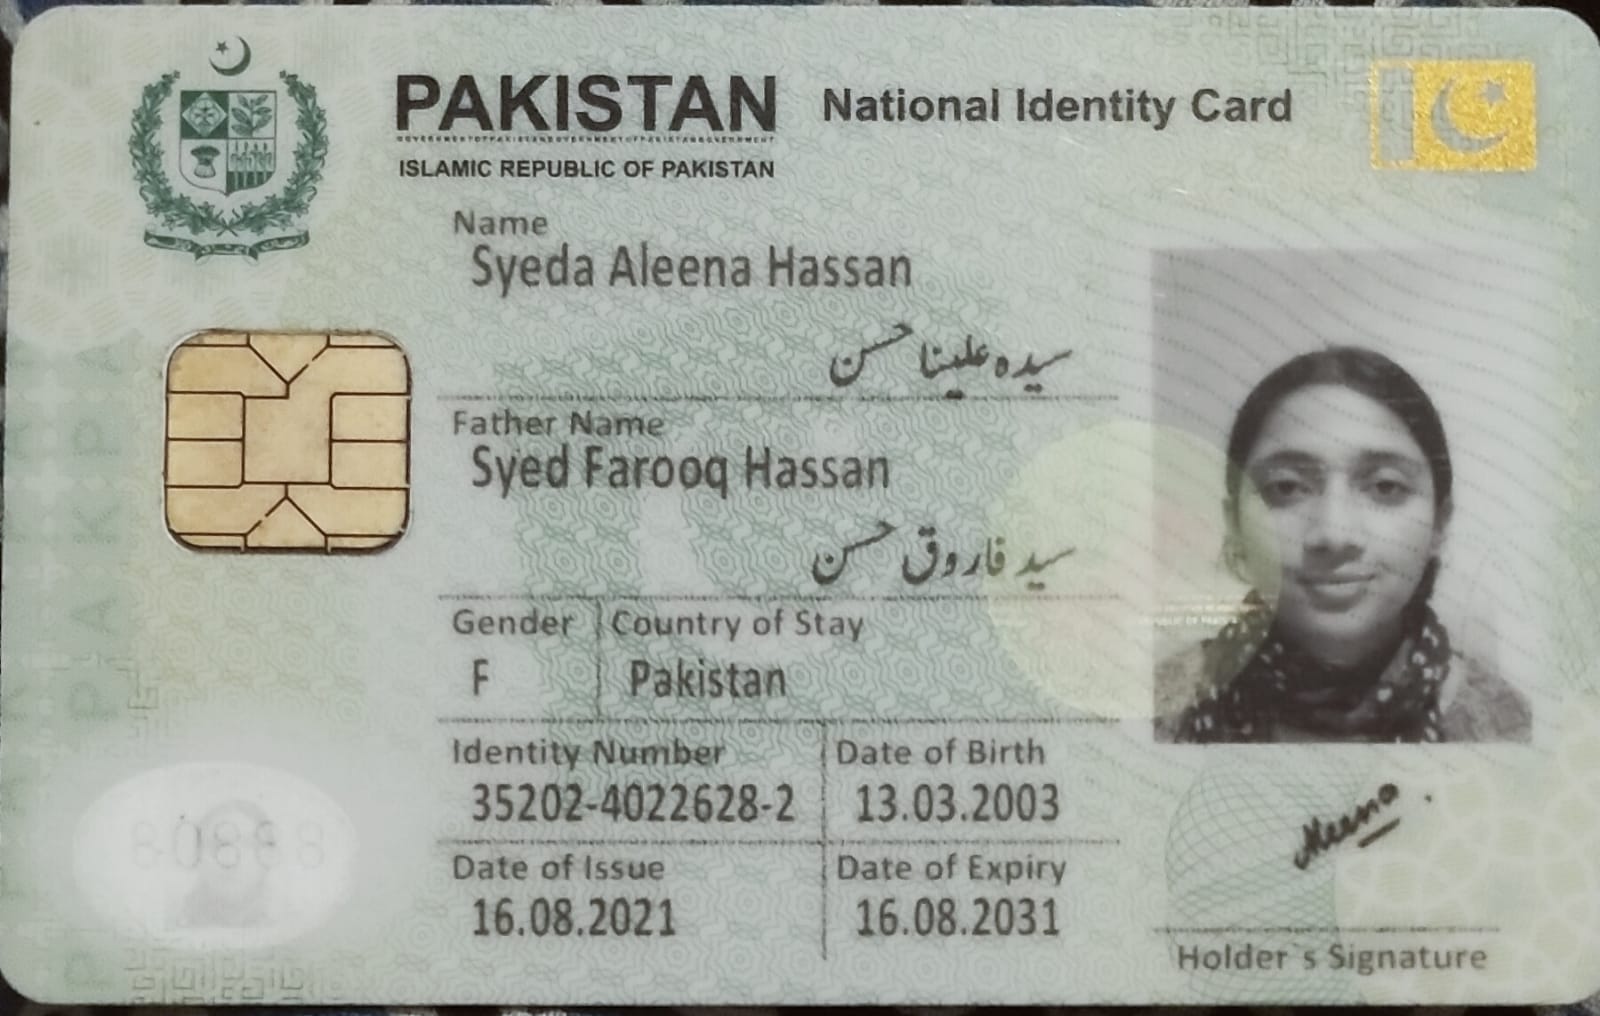 PAKISTAN National Identity Card
ISLAMIC REPUBLIC OF PAKISTAN
Name
Syeda Aleena Hassan
سیدہ علینا حسن
Father Name
Syed Farooq Hassan
سید فاروق حسن
Gender Country of Stay
F Pakistan
Identity Number Date of Birth
35202-4022628-2 13.03.2003
Date of Issue Date of Expiry
16.08.2021 16.08.2031
Aleena
Holder`s Signature